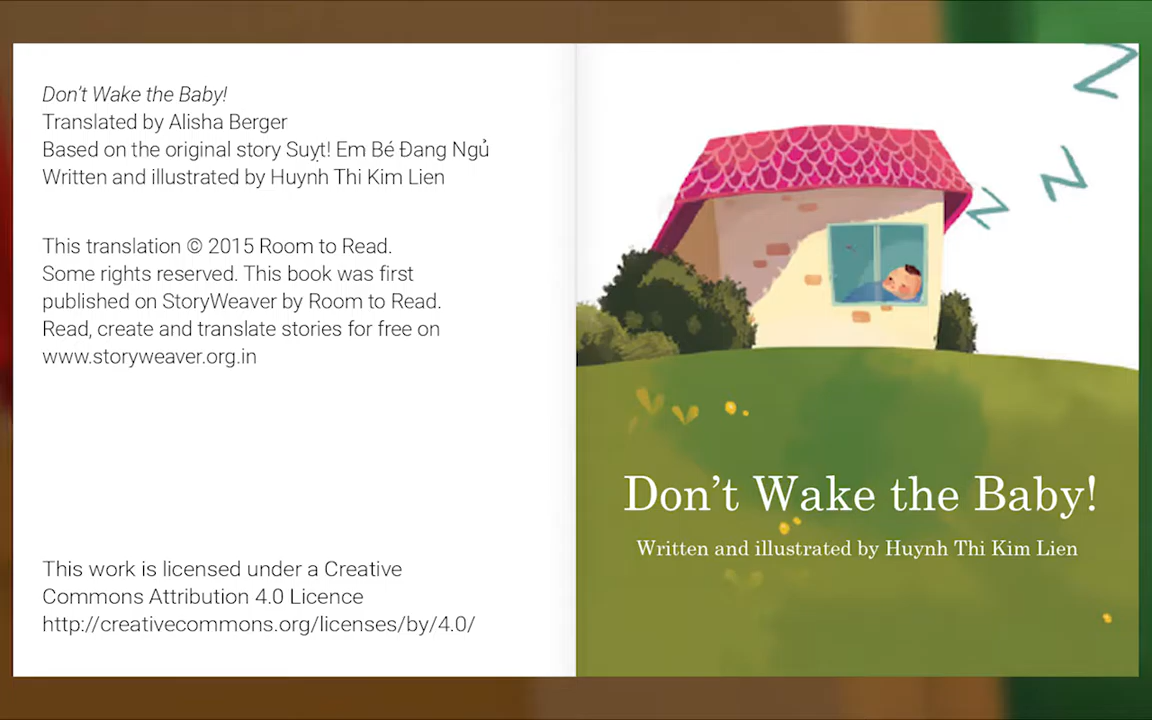 Don't Wake the Baby!
Translated by Alisha Berger
Based on the original story Suỵt! Em Bé Đang Ngủ
Written and illustrated by Huynh Thi Kim Lien
This translation © 2015 Room to Read.
Some rights reserved. This book was first
published on StoryWeaver by Room to Read.
Read, create and translate stories for free on
www.storyweaver.org.in
This work is licensed under a Creative
Commons Attribution 4.0 Licence
http://creativecommons.org/licenses/by/4.0/
Z
Z
Z
Don't Wake the Baby!
Written and illustrated by Huynh Thi Kim Lien